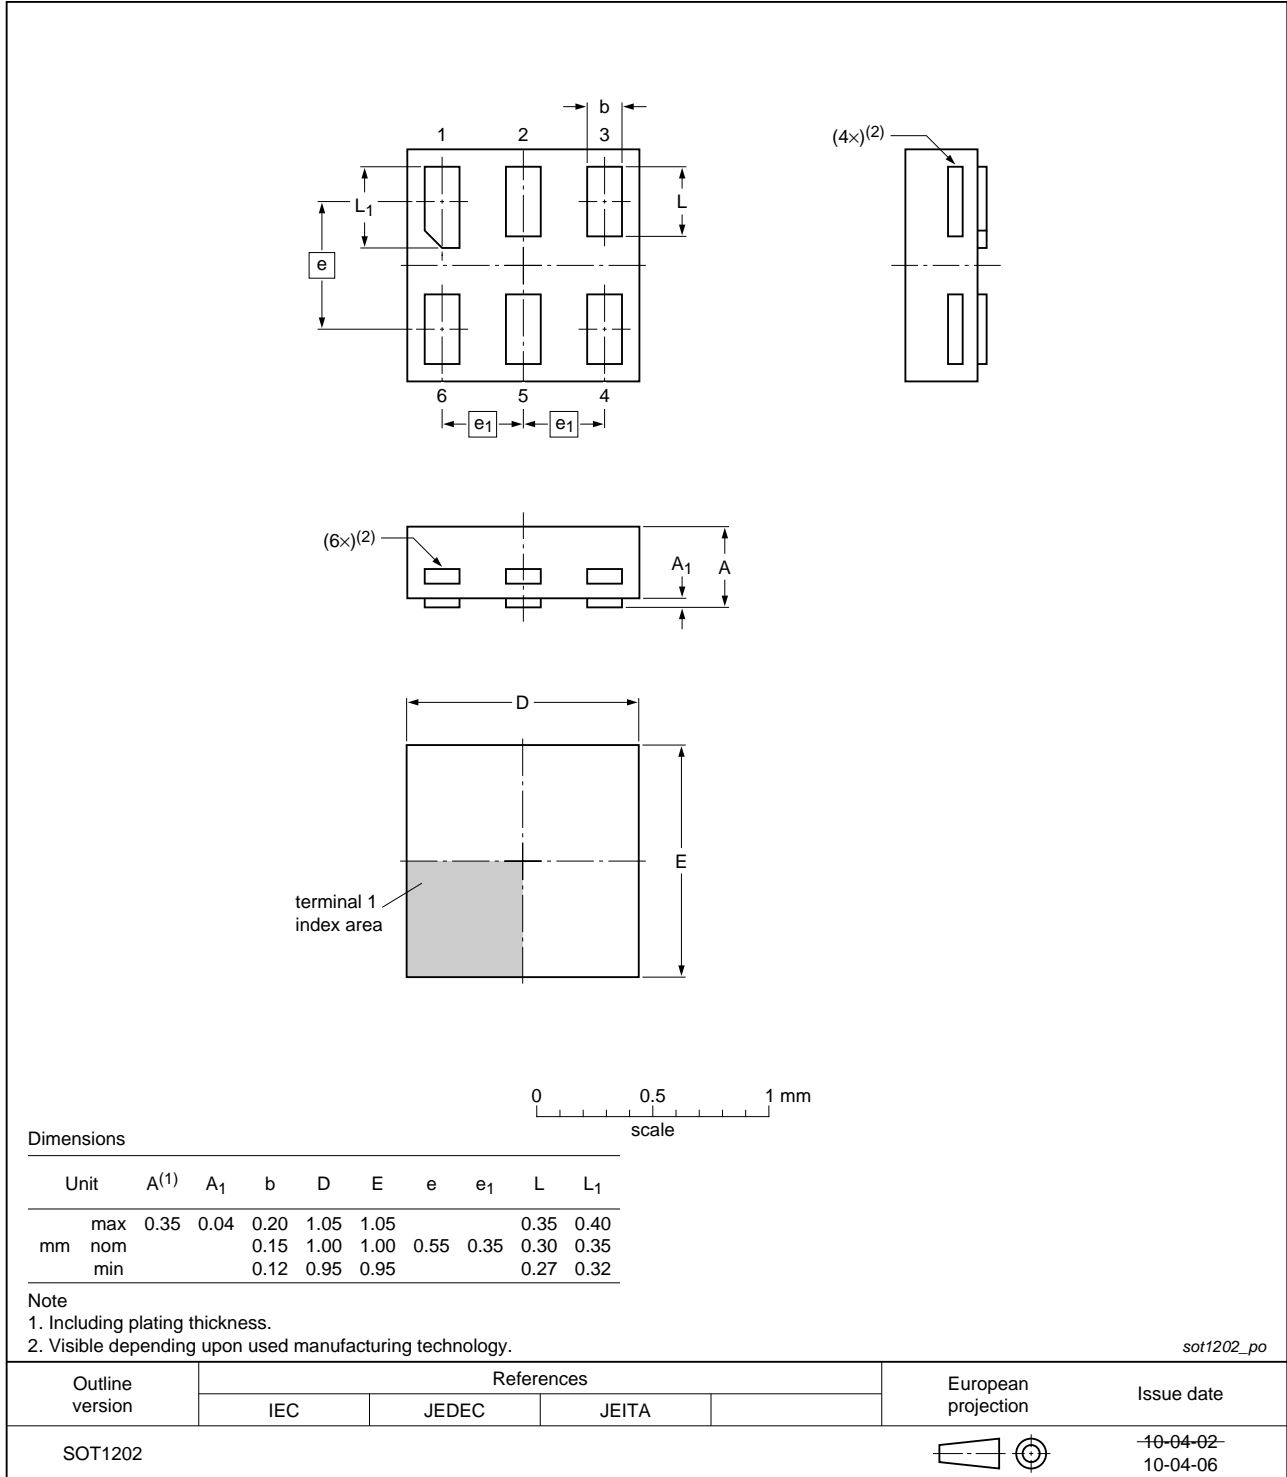 b
1 2 3
(4×)(2)
L1
L
e
6 5 4
e1 e1
(6×)(2)
A1 A
D
E
terminal 1
index area
0 0.5 1 mm
scale
Dimensions
Unit A(1) A1 b D E e e1 L L1
max 0.35 0.04 0.20 1.05 1.05 0.35 0.40
mm nom 0.15 1.00 1.00 0.55 0.35 0.30 0.35
min 0.12 0.95 0.95 0.27 0.32
Note
1. Including plating thickness.
2. Visible depending upon used manufacturing technology.
sot1202_po
Outline
version
References
IEC JEDEC JEITA
European
projection
Issue date
SOT1202
10-04-02
10-04-06